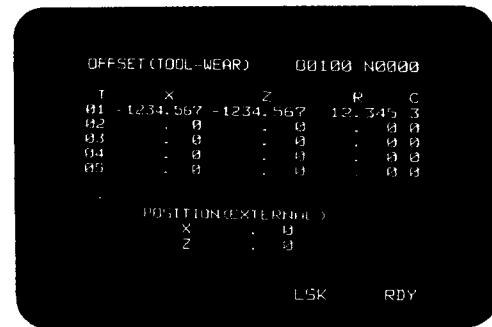 OFFSET(TOOL-WEAR) O0100 N0000
T X Z R C
01 -1234.567 -1234.567 12.345 3
02 . 0 . 0 . 0 0
03 . 0 . 0 . 0 0
04 . 0 . 0 . 0 0
05 . 0 . 0 . 0 0
POSITION(EXTERNAL)
X . 0
Z . 0
LSK RDY